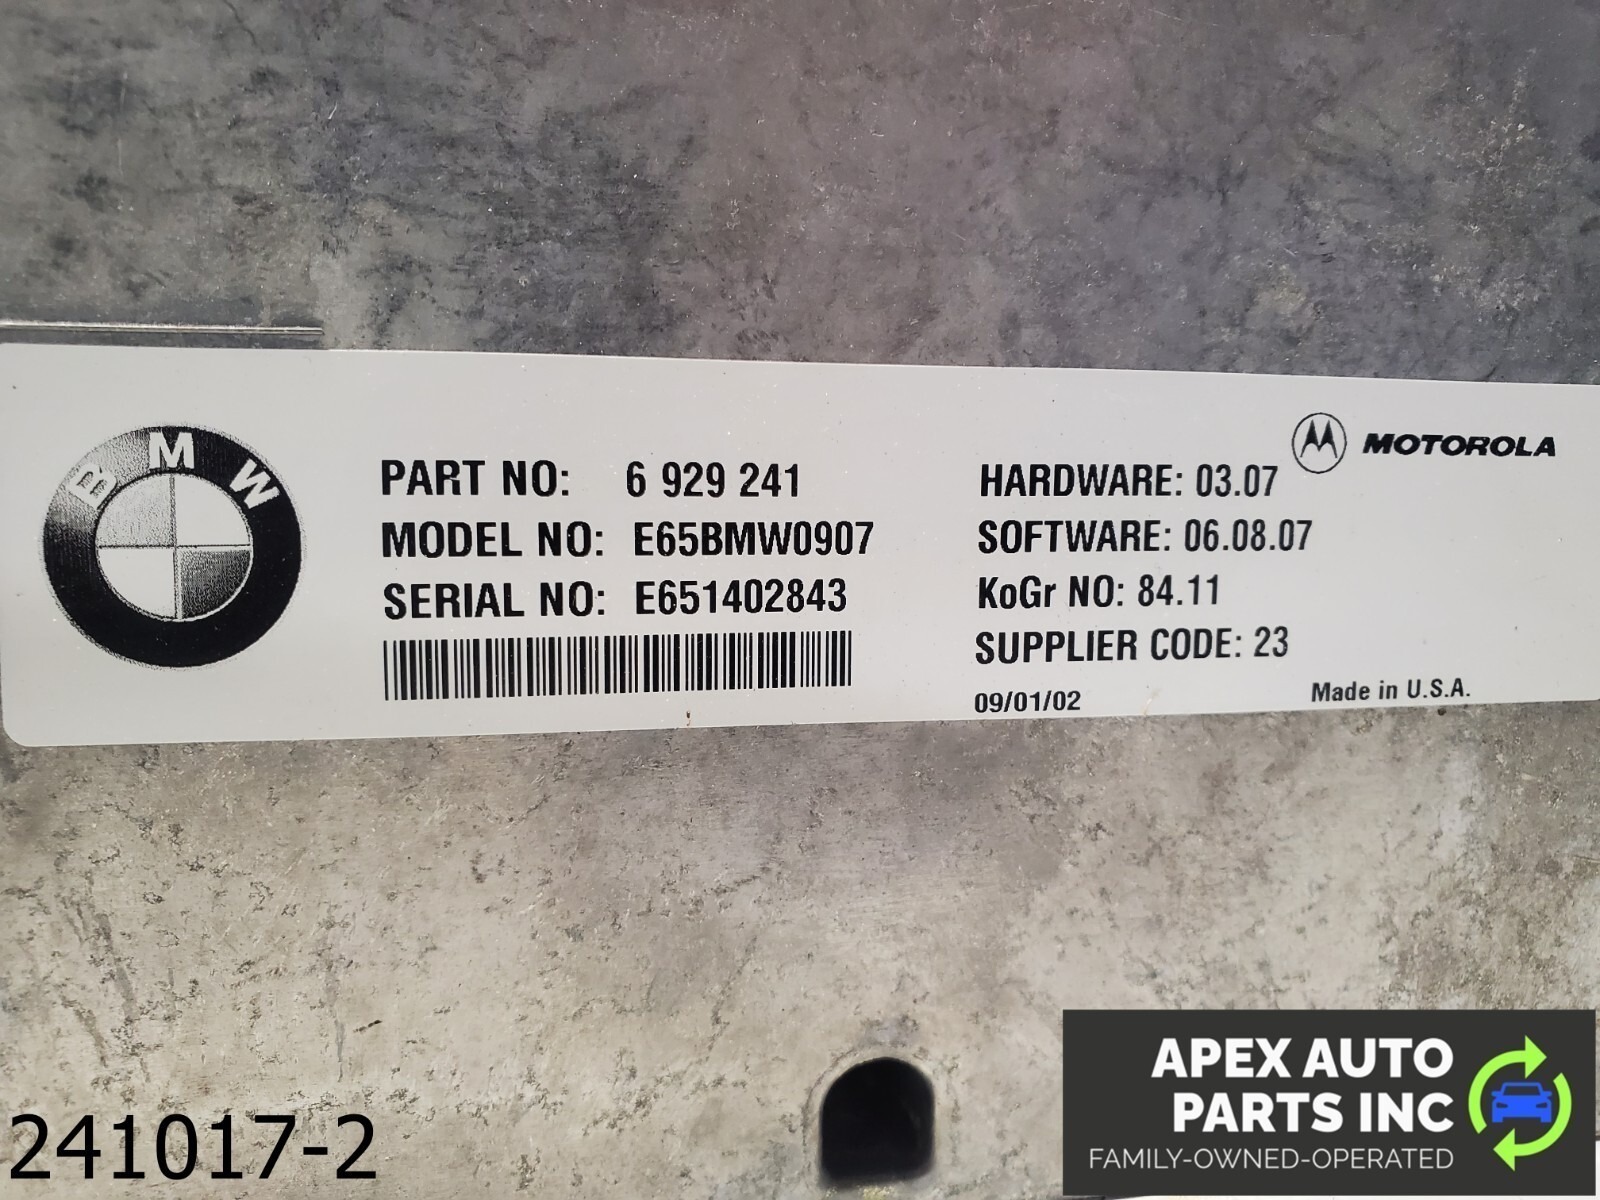 BMW
PART NO: 6 929 241
MODEL NO: E65BMW0907
SERIAL NO: E651402843
MOTOROLA
HARDWARE: 03.07
SOFTWARE: 06.08.07
KoGr NO: 84.11
SUPPLIER CODE: 23
09/01/02
Made in U.S.A.
241017-2
APEX AUTO
PARTS INC
FAMILY-OWNED-OPERATED